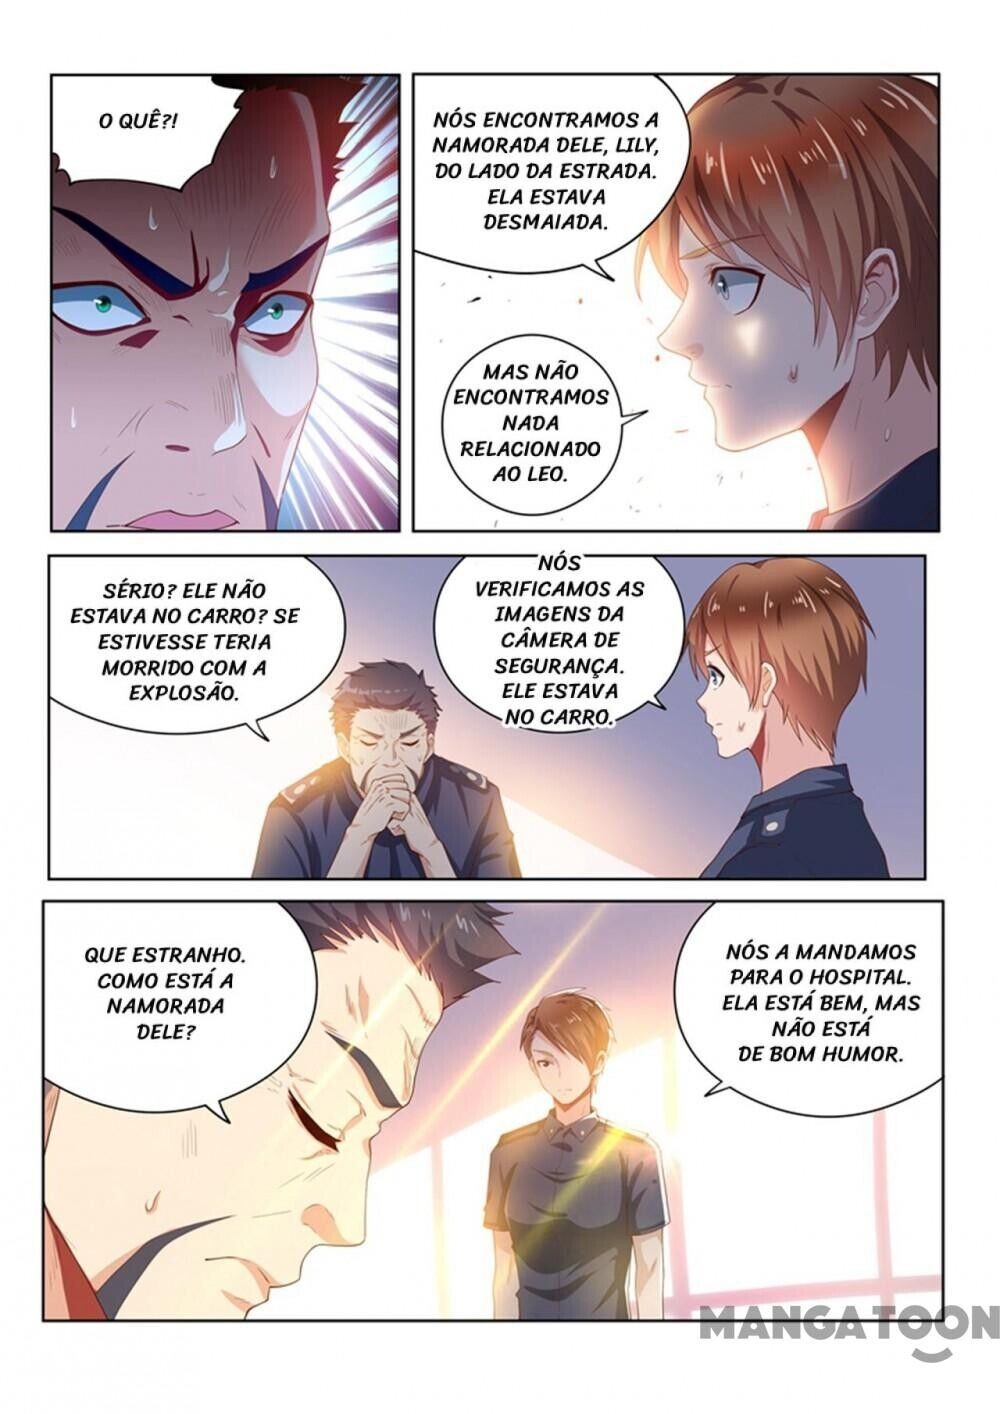 O QUÊ?!
NÓS ENCONTRAMOS A
NAMORADA DELE, LILY,
DO LADO DA ESTRADA.
ELA ESTAVA
DESMAIADA.
MAS NÃO
ENCONTRAMOS
NADA
RELACIONADO
AO LEO.
SÉRIO? ELE NÃO
ESTAVA NO CARRO? SE
ESTIVESSE TERIA
MORRIDO COM A
EXPLOSÃO.
NÓS
VERIFICAMOS AS
IMAGENS DA
CÂMERA DE
SEGURANÇA.
ELE ESTAVA
NO CARRO.
QUE ESTRANHO.
COMO ESTÁ A
NAMORADA
DELE?
NÓS A MANDAMOS
PARA O HOSPITAL.
ELA ESTÁ BEM, MAS
NÃO ESTÁ
DE BOM HUMOR.
MANGATOON